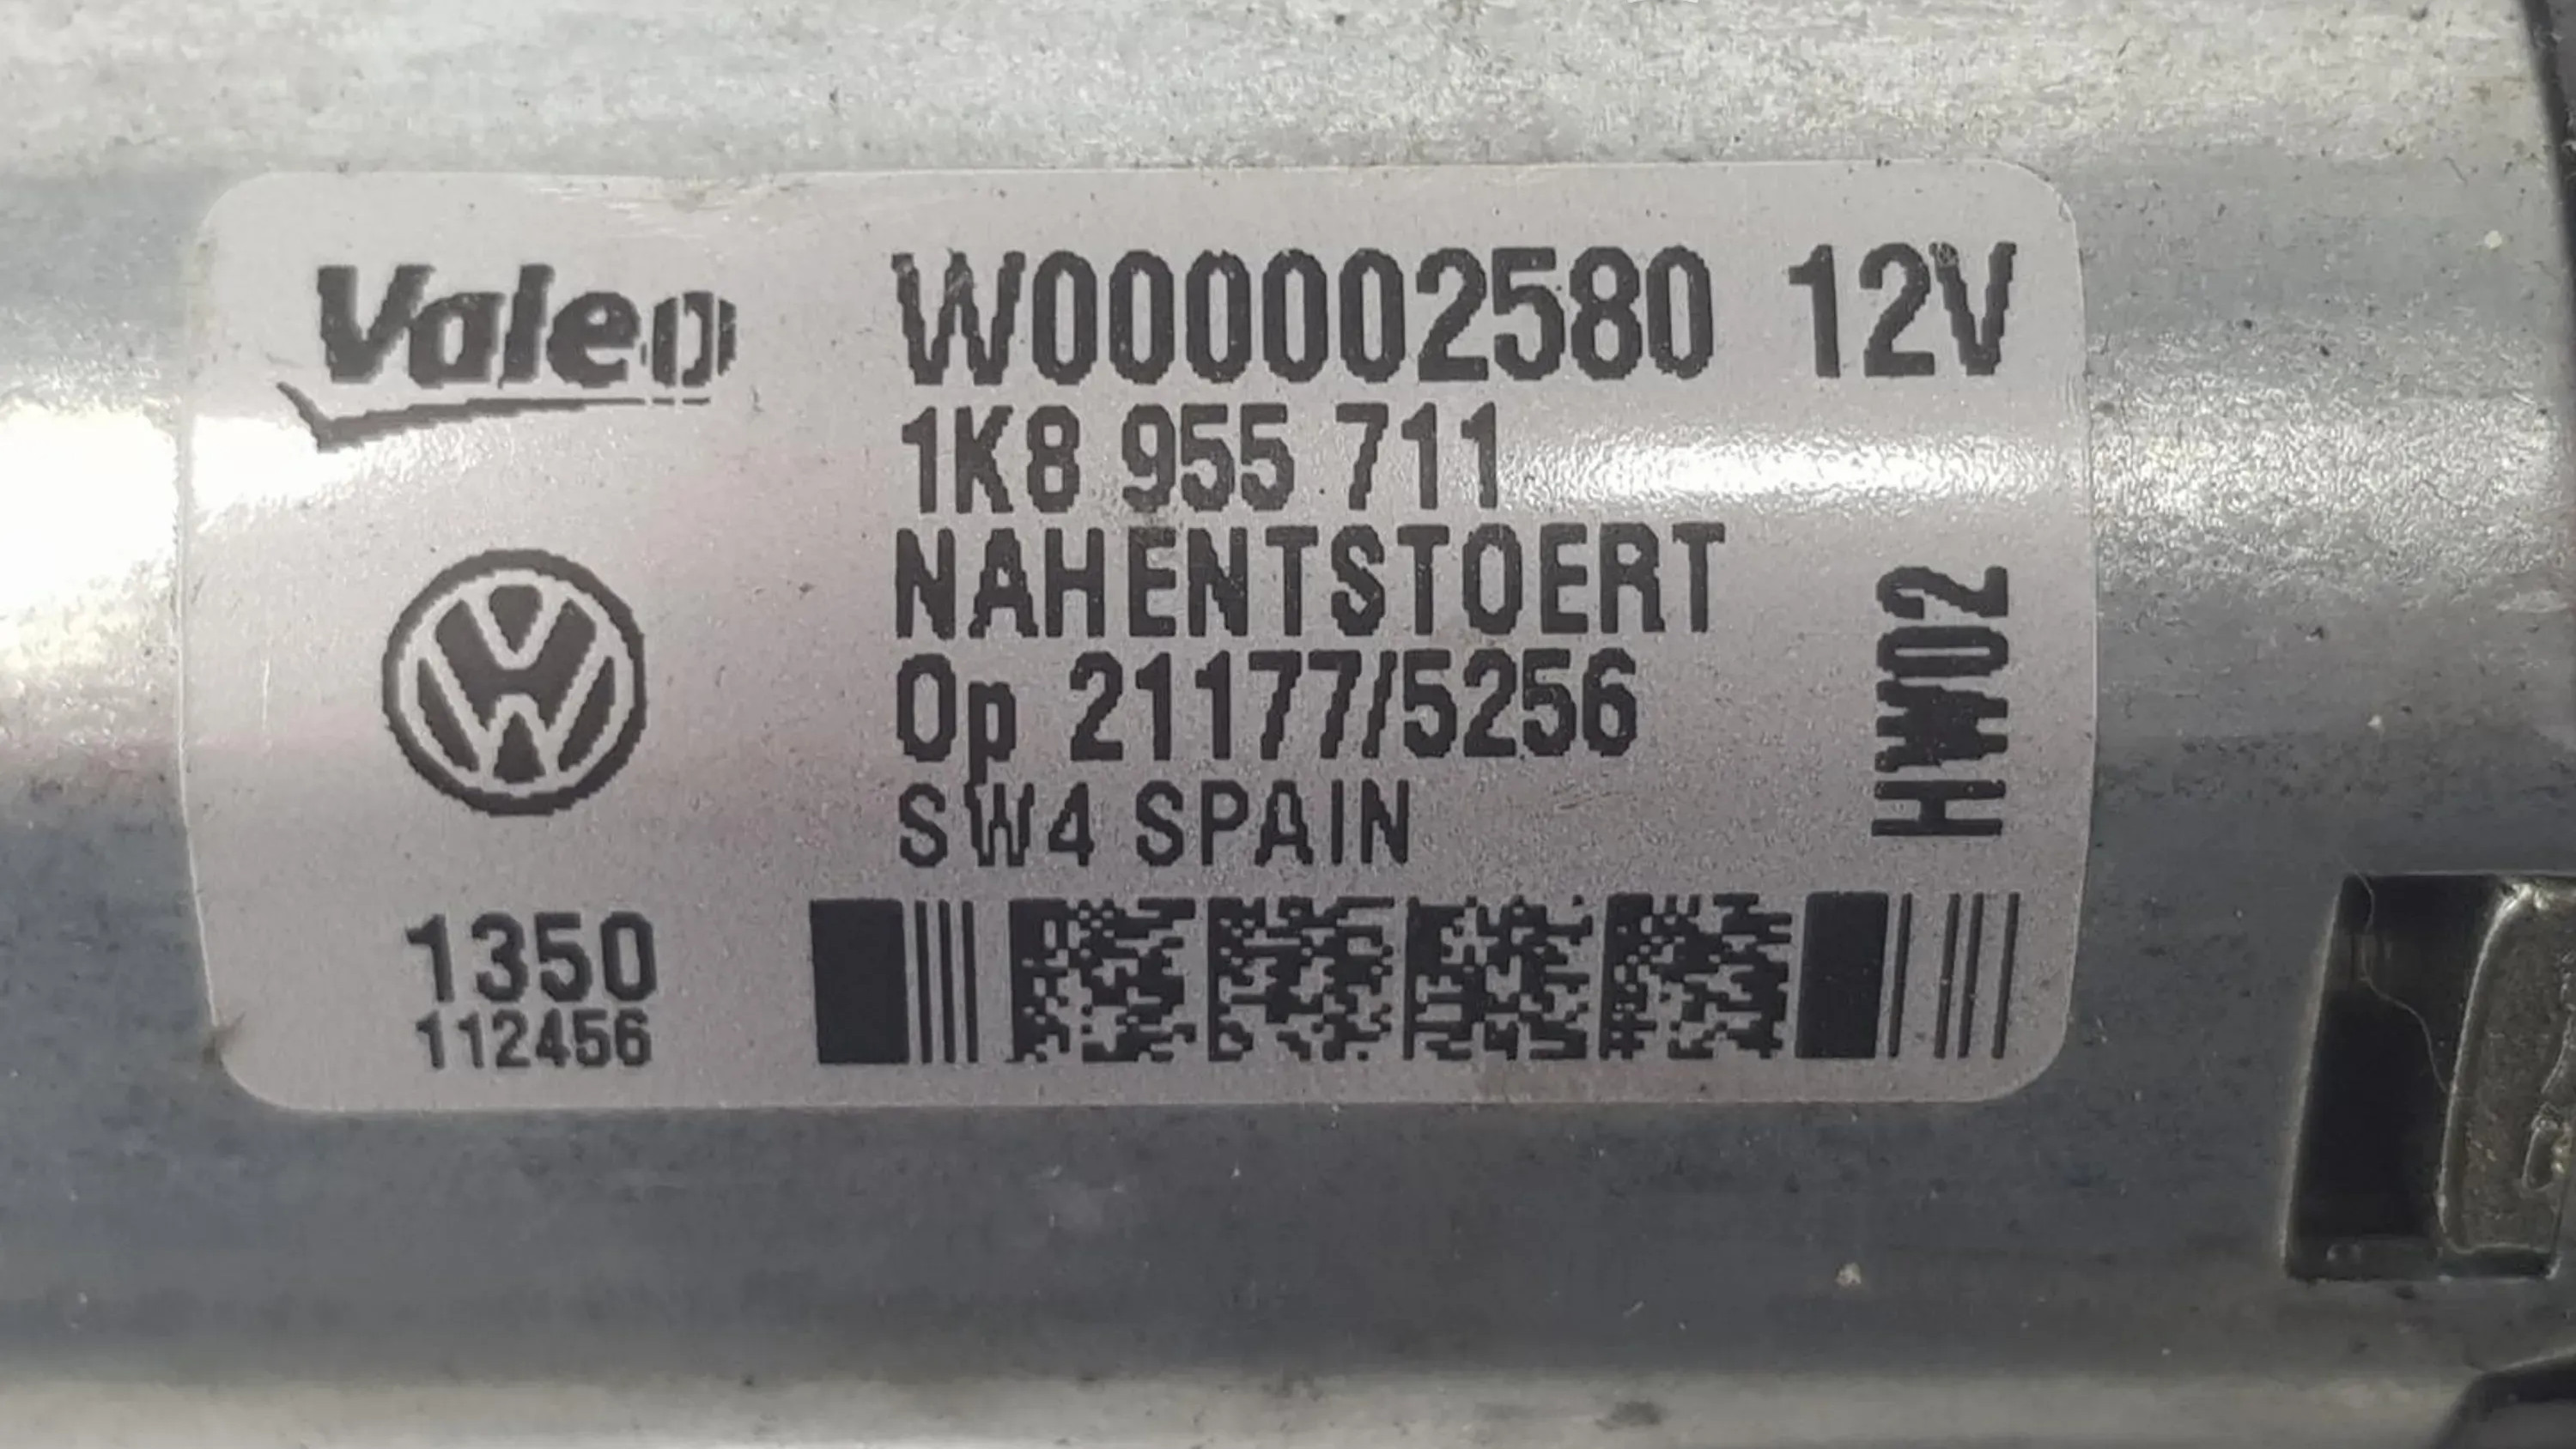 Valeo
W000002580 12V
1K8 955 711
NAHENTSTOERT
Op 21177/5256
SW4 SPAIN
HW02
1350
112456